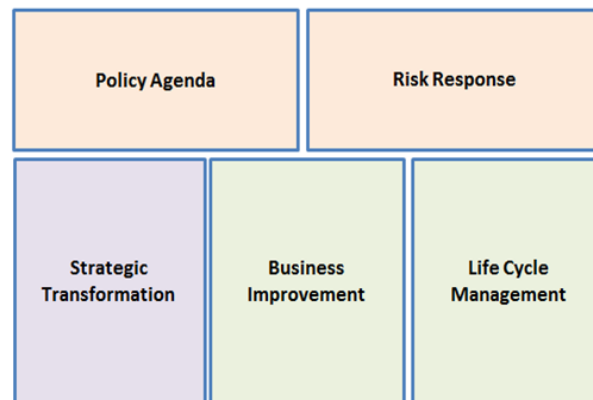 Policy Agenda
Risk Response
Strategic
Transformation
Business
Improvement
Life Cycle
Management